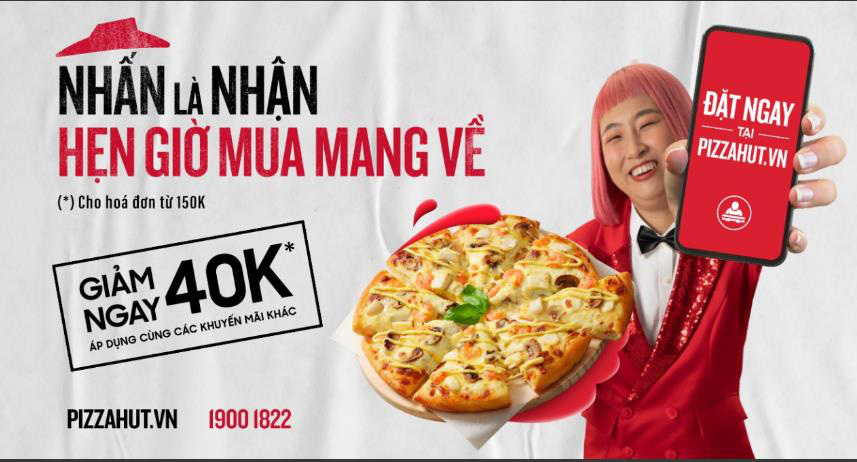 NHẤN LÀ NHẬN
HẸN GIỜ MUA MANG VỀ
(*) Cho hoá đơn từ 150K
GIẢM
NGAY 40K*
ÁP DỤNG CÙNG CÁC KHUYẾN MÃI KHÁC
PIZZAHUT.VN 1900 1822
ĐẶT NGAY
TẠI
PIZZAHUT.VN